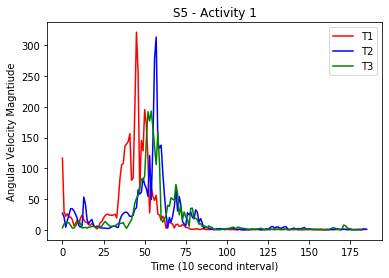 S5 - Activity 1
Angular Velocity Magntiude
300
250
200
150
100
50
0
T1
T2
T3
0
25
50
75
100
125
150
175
Time (10 second interval)